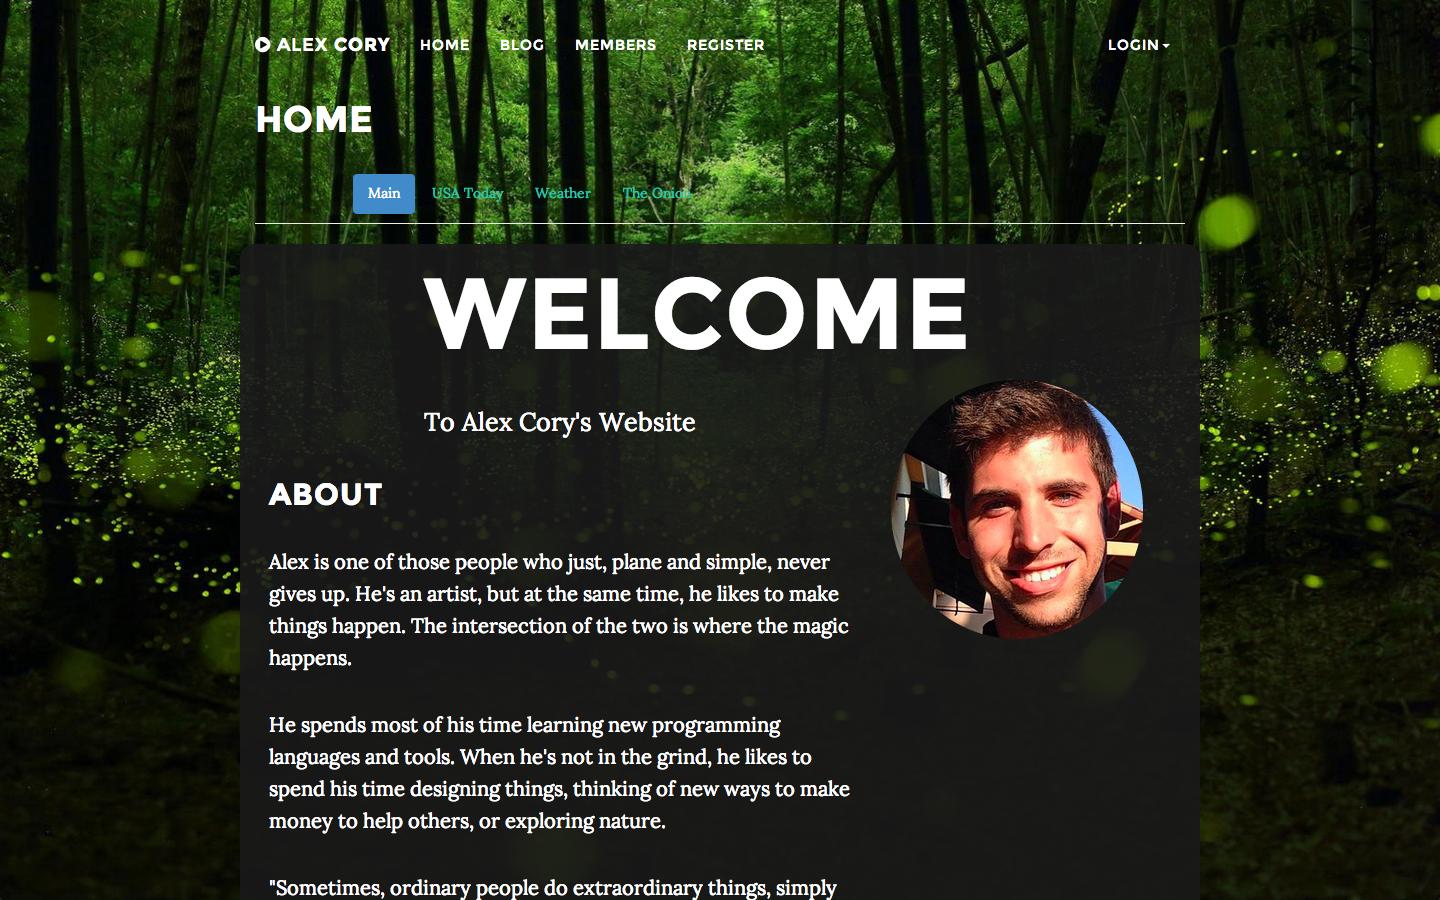 ALEX CORY HOME BLOG MEMBERS REGISTER LOGIN
HOME
Main USA Today Weather The Onion
WELCOME
To Alex Cory's Website
ABOUT
Alex is one of those people who just, plane and simple, never
gives up. He's an artist, but at the same time, he likes to make
things happen. The intersection of the two is where the magic
happens.
He spends most of his time learning new programming
languages and tools. When he's not in the grind, he likes to
spend his time designing things, thinking of new ways to make
money to help others, or exploring nature.
"Sometimes, ordinary people do extraordinary things, simply